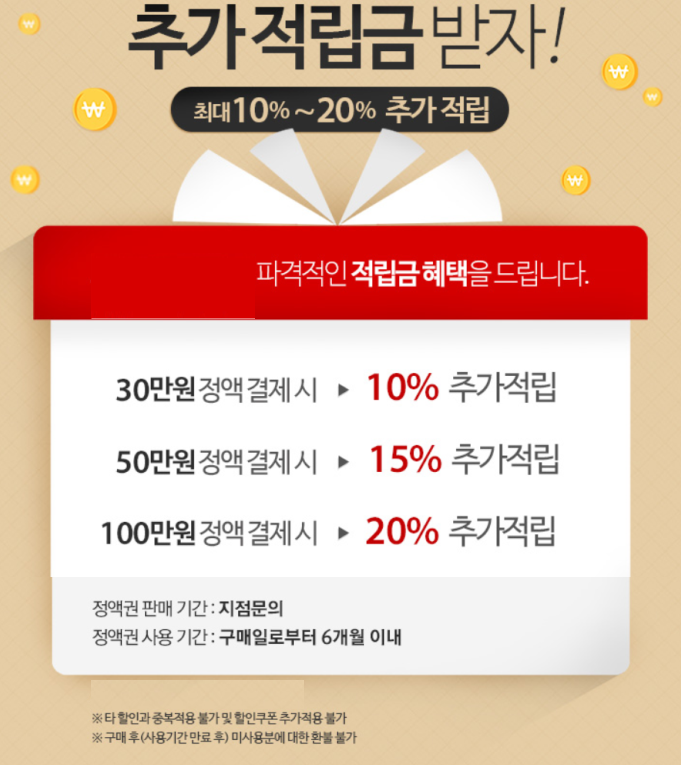 추가 적립금 받자!
최대 10% ~ 20% 추가 적립
파격적인 적립금 혜택을 드립니다.
30만원 정액 결제 시 ▶ 10% 추가적립
50만원 정액 결제 시 ▶ 15% 추가적립
100만원 정액 결제 시 ▶ 20% 추가적립
정액권 판매 기간 : 지점문의
정액권 사용 기간 : 구매일로부터 6개월 이내
※ 타 할인과 중복적용 불가 및 할인쿠폰 추가적용 불가
※ 구매 후 (사용기간 만료 후) 미사용분에 대한 환불 불가